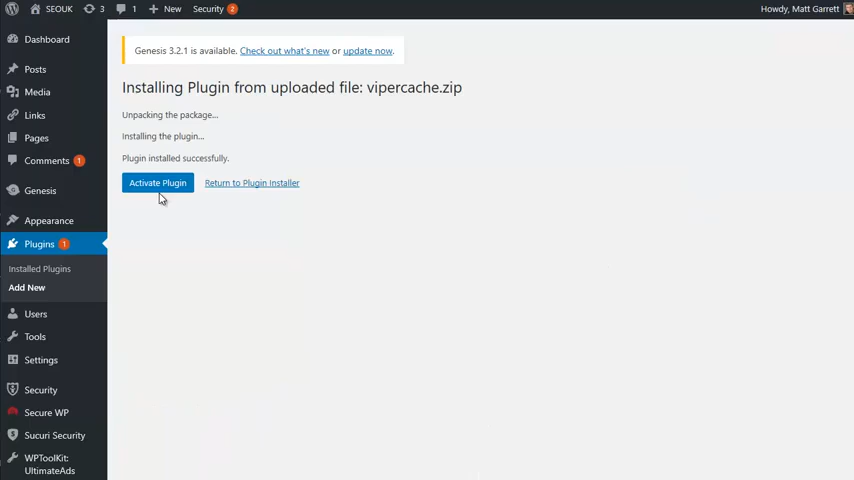 SEOUK 3 1 New Security 2 Howdy, Matt Garrett
Dashboard
Posts
Media
Links
Pages
Comments 1
Genesis
Appearance
Plugins 1
Installed Plugins
Add New
Users
Tools
Settings
Security
Secure WP
Sucuri Security
WPToolKit:
UltimateAds
Genesis 3.2.1 is available. Check out what's new or update now.
Installing Plugin from uploaded file: vipercache.zip
Unpacking the package...
Installing the plugin...
Plugin installed successfully.
Activate Plugin Return to Plugin Installer